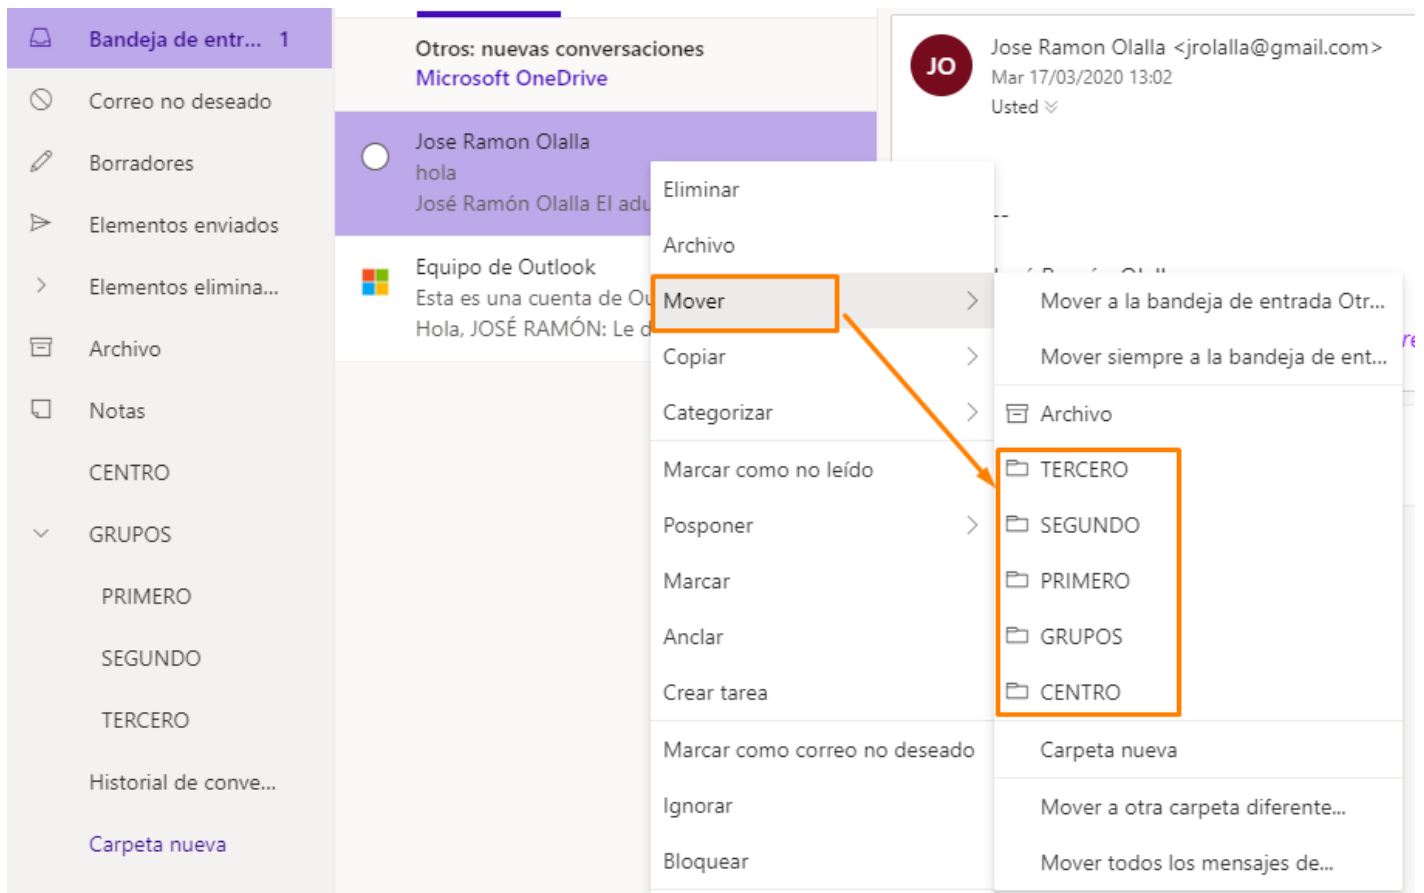 Bandeja de entr... 1
Correo no deseado
Borradores
Elementos enviados
Elementos elimina...
Archivo
Notas
CENTRO
GRUPOS
PRIMERO
SEGUNDO
TERCERO
Historial de conve...
Carpeta nueva
Otros: nuevas conversaciones
Microsoft OneDrive
Jose Ramon Olalla
hola
José Ramón Olalla El adu
Equipo de Outlook
Esta es una cuenta de Ou
Hola, JOSÉ RAMÓN: Le d
Eliminar
Archivo
Mover
Copiar
Categorizar
Marcar como no leído
Posponer
Marcar
Anclar
Crear tarea
Marcar como correo no deseado
Ignorar
Bloquear
JO
Jose Ramon Olalla <jrolalla@gmail.com>
Mar 17/03/2020 13:02
Usted
--
Mover a la bandeja de entrada Otr...
Mover siempre a la bandeja de ent...
Archivo
TERCERO
SEGUNDO
PRIMERO
GRUPOS
CENTRO
Carpeta nueva
Mover a otra carpeta diferente...
Mover todos los mensajes de...